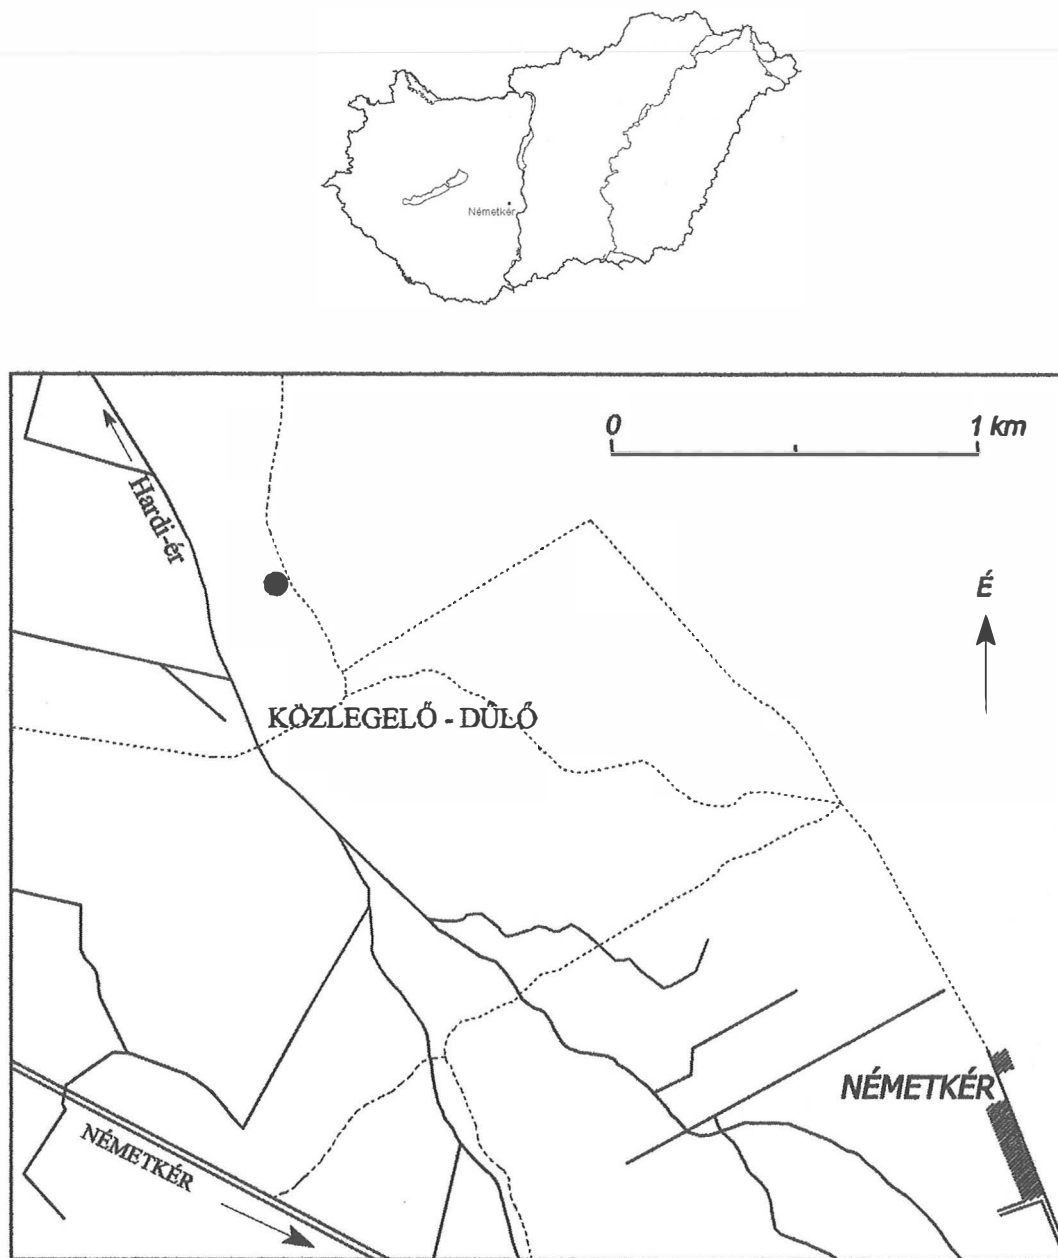 Németkér
0 1 km
Hardi-ér
É
KÖZLEGELŐ - DŰLŐ
NÉMETKÉR
NÉMETKÉR